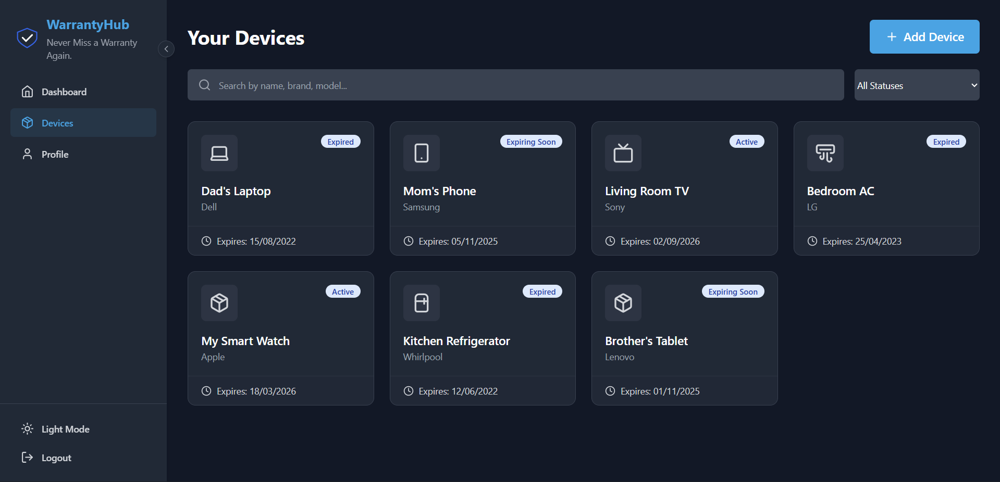 WarrantyHub
Never Miss a Warranty
Again.
Dashboard
Devices
Profile
Light Mode
Logout
Your Devices
Add Device
Search by name, brand, model...
All Statuses
Expired
Dad's Laptop
Dell
Expires: 15/08/2022
Expiring Soon
Mom's Phone
Samsung
Expires: 05/11/2025
Active
Living Room TV
Sony
Expires: 02/09/2026
Expired
Bedroom AC
LG
Expires: 25/04/2023
Active
My Smart Watch
Apple
Expires: 18/03/2026
Expired
Kitchen Refrigerator
Whirlpool
Expires: 12/06/2022
Expiring Soon
Brother's Tablet
Lenovo
Expires: 01/11/2025